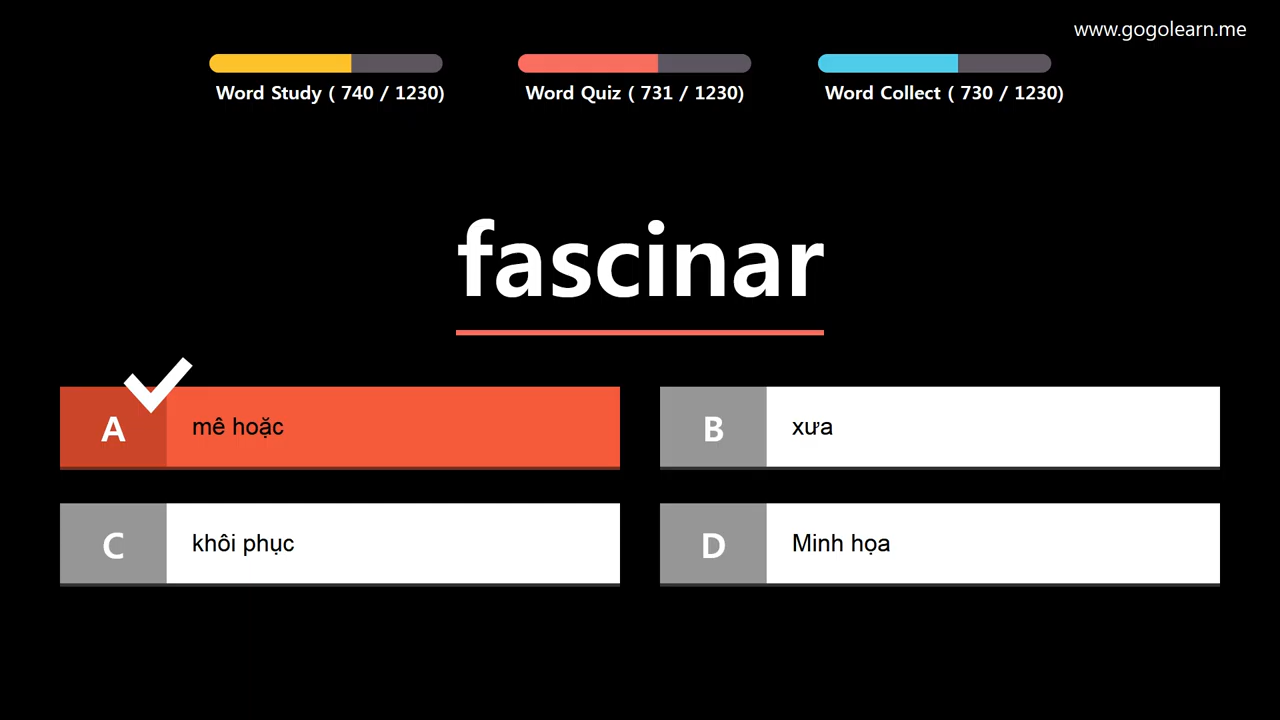 www.gogolearn.me
Word Study ( 740 / 1230)
Word Quiz ( 731 / 1230)
Word Collect ( 730 / 1230)
fascinar
A
mê hoặc
B
xưa
C
khôi phục
D
Minh họa